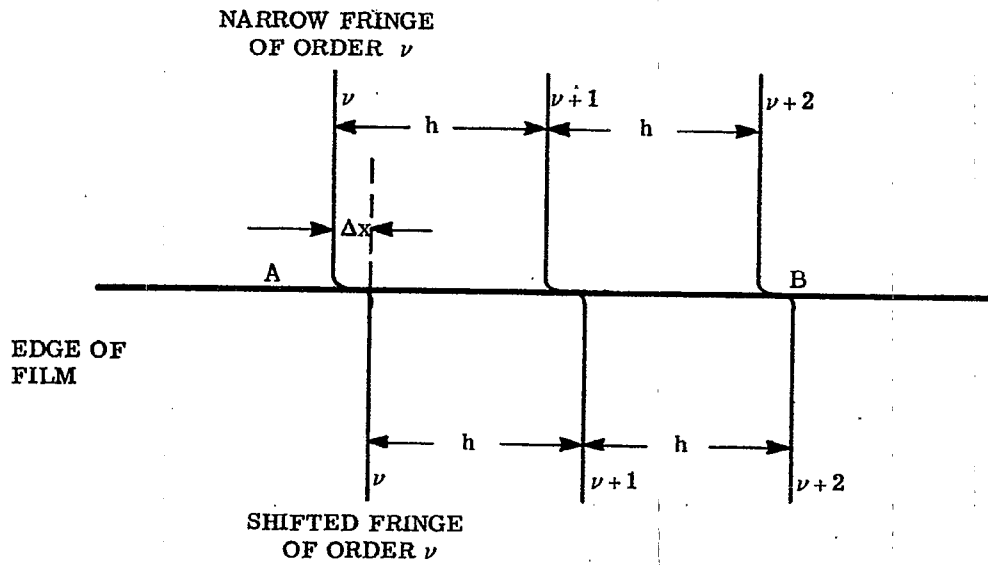 NARROW FRINGE
OF ORDER ν
ν
ν+1
ν+2
h
h
Δx
A
B
EDGE OF
FILM
h
h
ν
ν+1
ν+2
SHIFTED FRINGE
OF ORDER ν